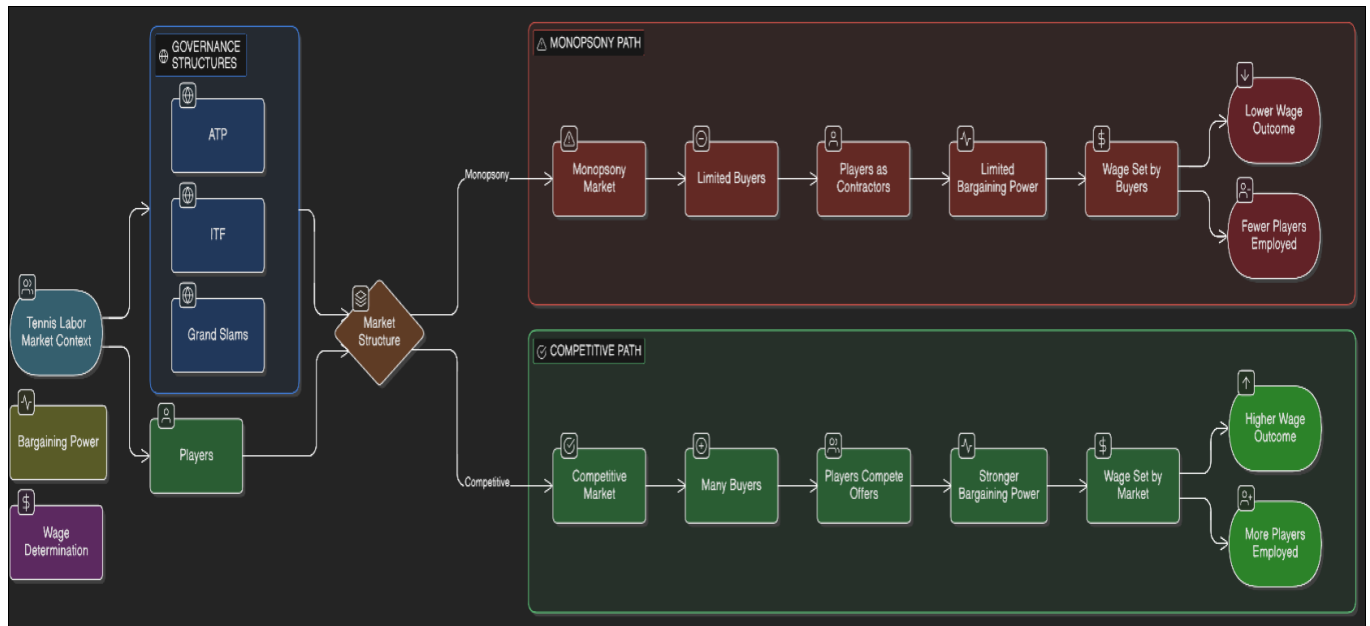 GOVERNANCE
STRUCTURES
ATP
ITF
Grand Slams
Tennis Labor
Market Context
Bargaining Power
Wage
Determination
Players
Market
Structure
Monopsony
Competitive
MONOPSONY PATH
Monopsony
Market
Limited Buyers
Players as
Contractors
Limited
Bargaining Power
Wage Set by
Buyers
Lower Wage
Outcome
Fewer Players
Employed
COMPETITIVE PATH
Competitive
Market
Many Buyers
Players Compete
Offers
Stronger
Bargaining Power
Wage Set by
Market
Higher Wage
Outcome
More Players
Employed